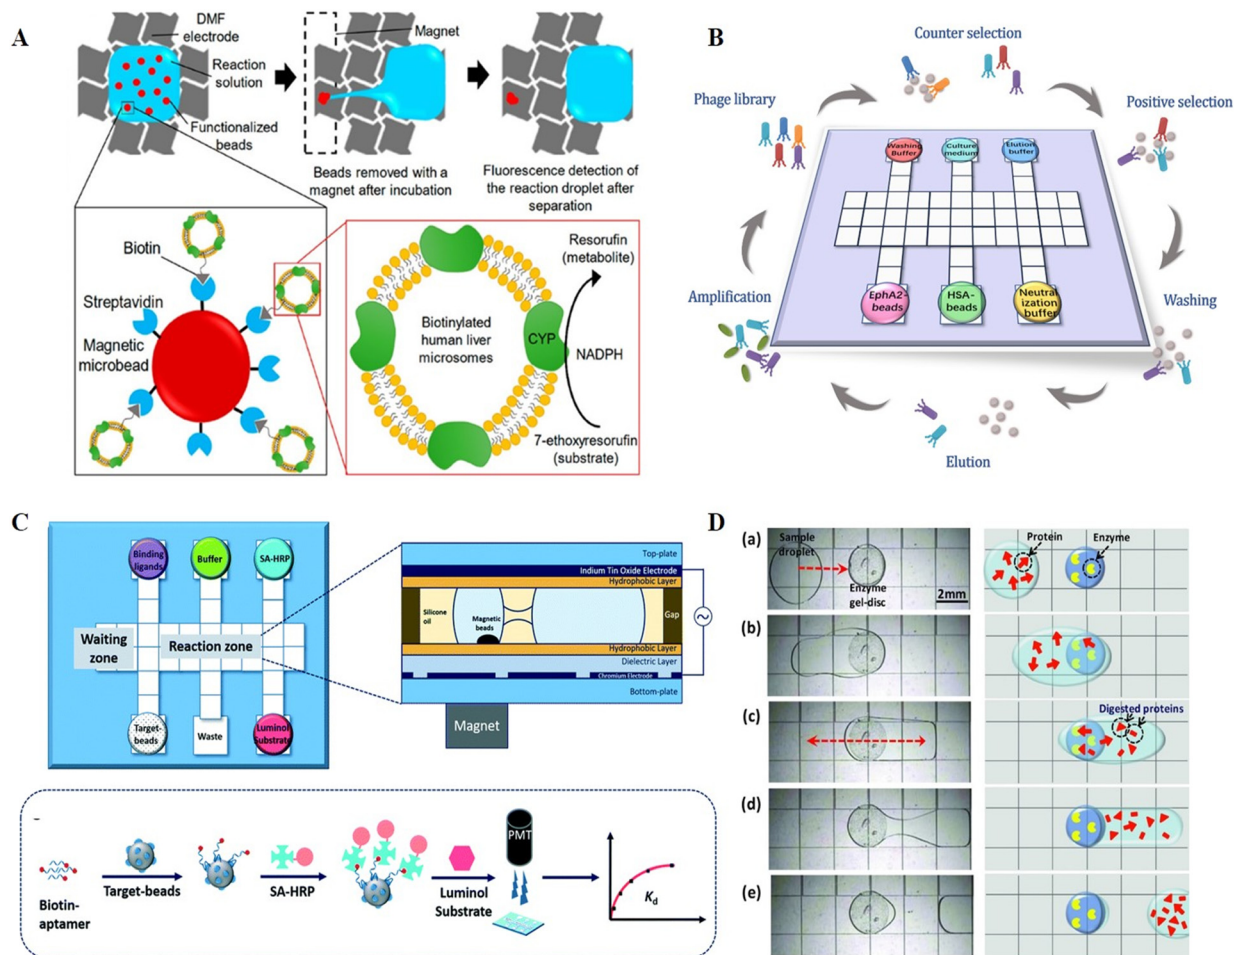 A
DMF
electrode
Reaction
solution
Functionalized
beads
Magnet
Beads removed with a
magnet after incubation
Fluorescence detection of
the reaction droplet after
separation
Biotin
Streptavidin
Magnetic
microbead
Biotinylated
human liver
microsomes
CYP
Resorufin
(metabolite)
NADPH
7-ethoxyresorufin
(substrate)
B
Counter selection
Phage library
Positive selection
Washing
Buffer
Culture
medium
Elution
buffer
EphA2-
beads
HSA-
beads
Neutral
ization
buffer
Amplification
Washing
Elution
C
Binding
ligands
Buffer
SA-HRP
Waiting
zone
Reaction zone
Target-
beads
Waste
Luminol
Substrate
Top-plate
Indium Tin Oxide Electrode
Hydrophobic Layer
Silicone
oil
Magnetic
beads
Gap
Hydrophobic Layer
Dielectric Layer
Chromium Electrode
Bottom-plate
Magnet
Biotin-
aptamer
Target-beads
SA-HRP
Luminol
Substrate
PMT
Kd
D
(a)
Sample
droplet
Enzyme
gel-disc
2mm
Protein
Enzyme
(b)
(c)
Digested proteins
(d)
(e)